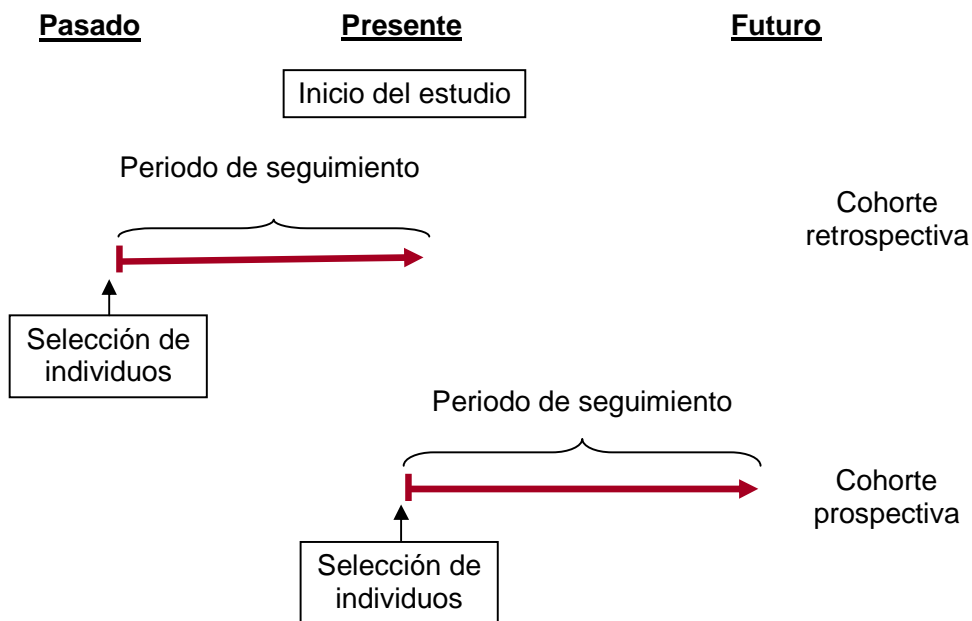 Pasado Presente Futuro
Inicio del estudio
Periodo de seguimiento
Cohorte
retrospectiva
Selección de
individuos
Periodo de seguimiento
Cohorte
prospectiva
Selección de
individuos